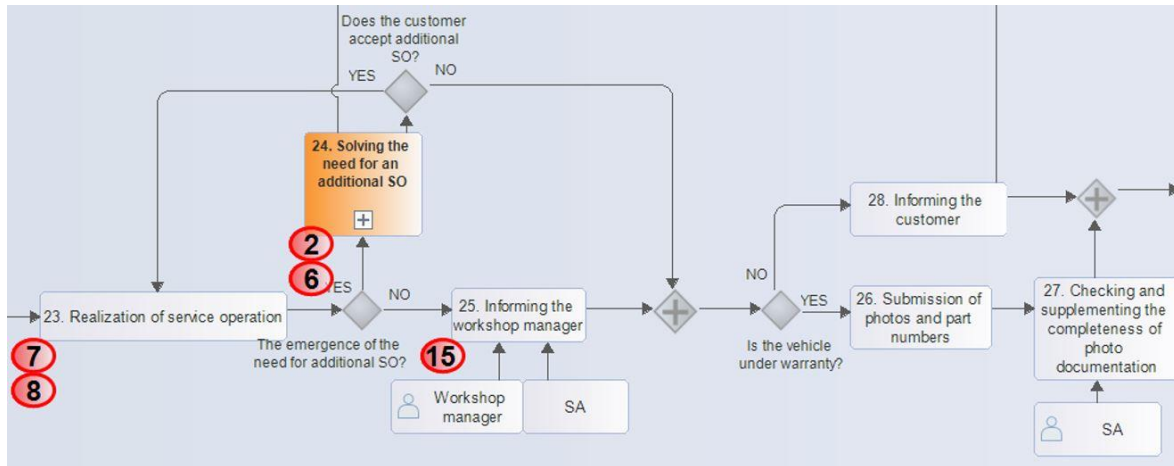 Does the customer
accept additional
SO?
YES
NO
24. Solving the
need for an
additional SO
2
6
YES
NO
23. Realization of service operation
7
8
The emergence of the
need for additional SO?
25. Informing the
workshop manager
15
Workshop
manager
SA
NO
YES
Is the vehicle
under warranty?
28. Informing the
customer
26. Submission of
photos and part
numbers
27. Checking and
supplementing the
completeness of
photo
documentation
SA